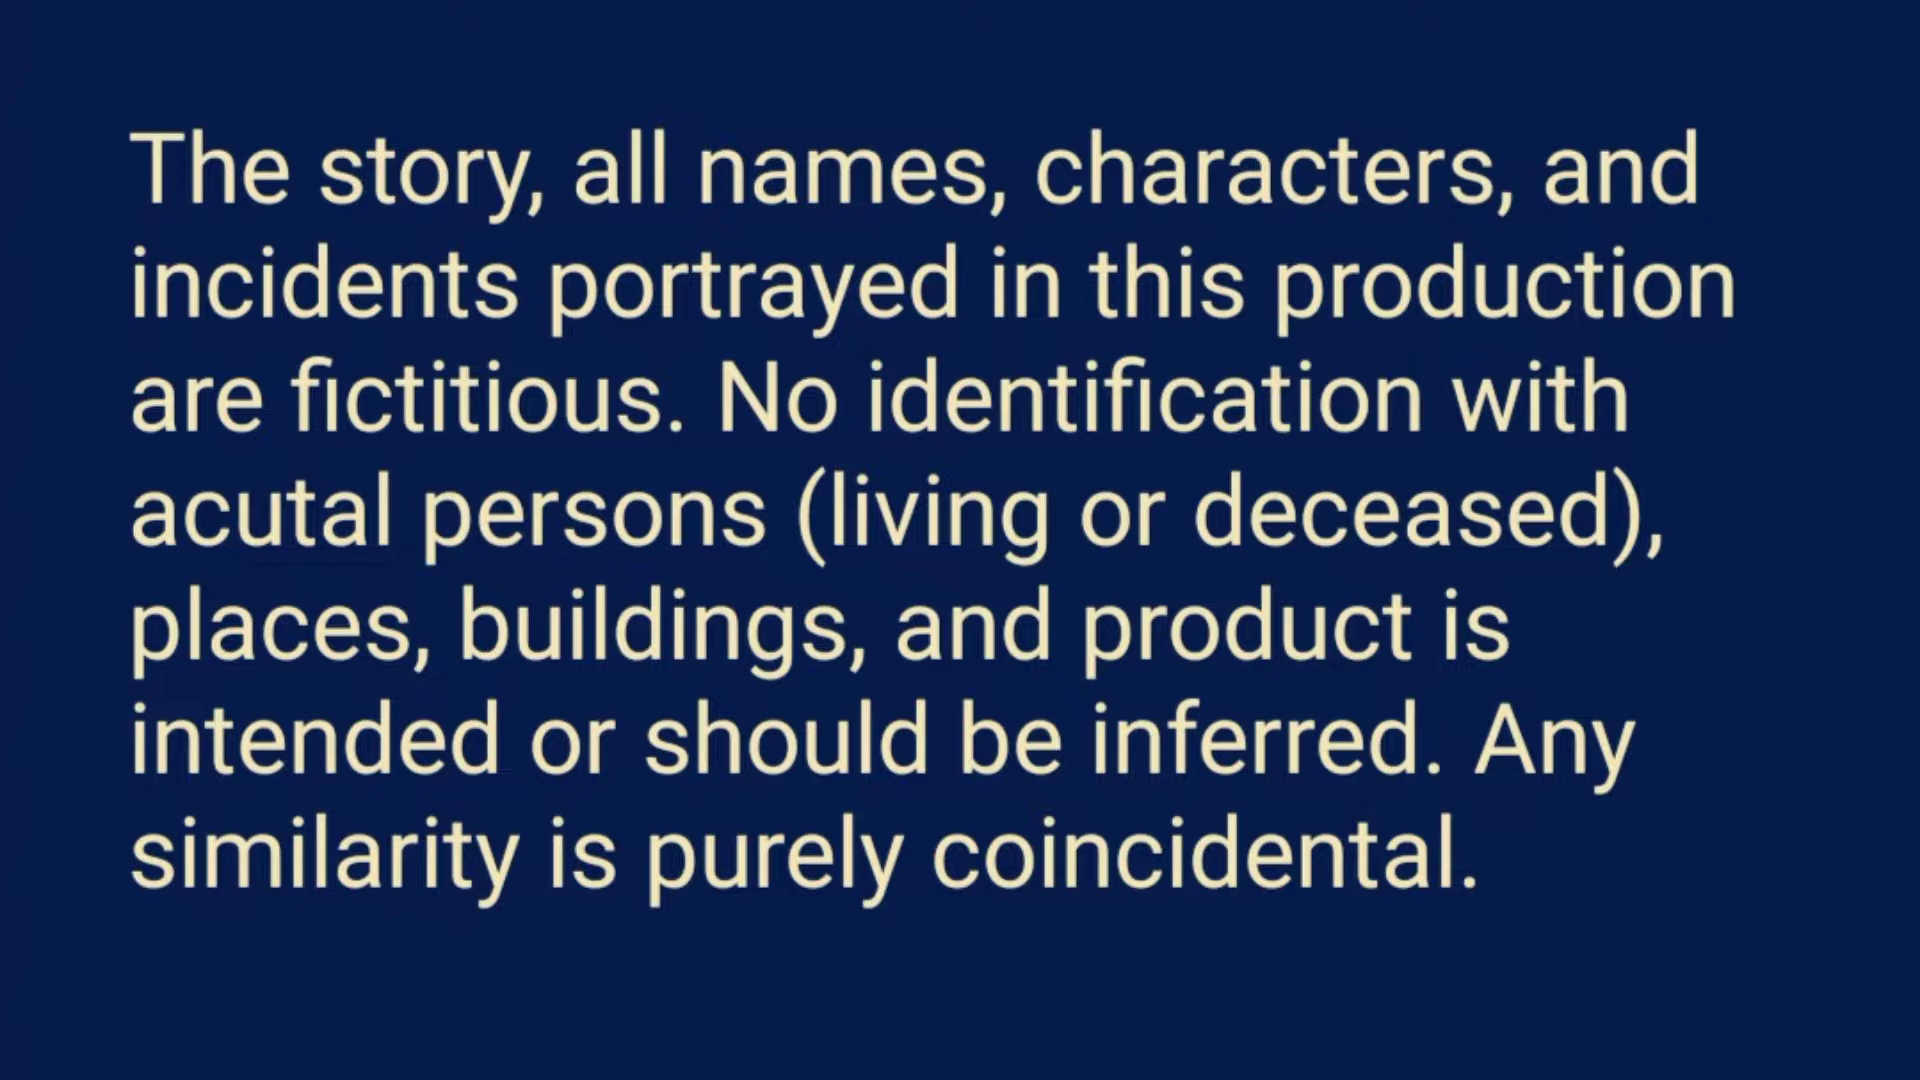 The story, all names, characters, and
incidents portrayed in this production
are fictitious. No identification with
acutal persons (living or deceased),
places, buildings, and product is
intended or should be inferred. Any
similarity is purely coincidental.